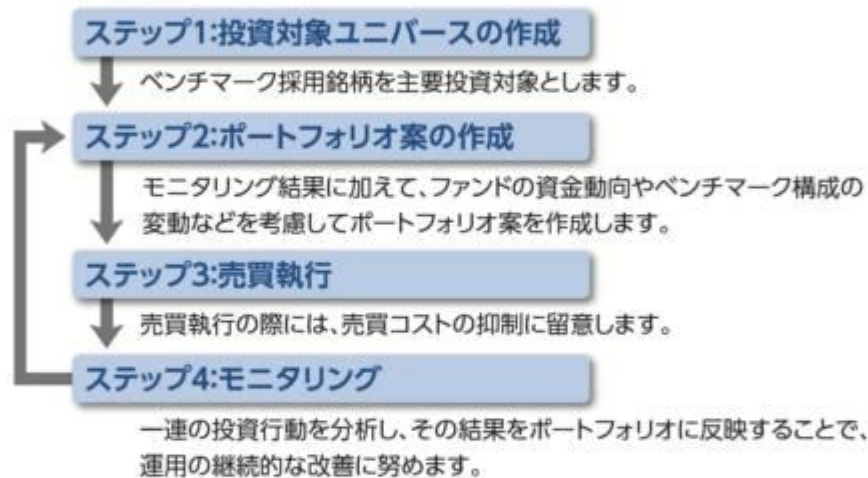 ステップ1:投資対象ユニバースの作成
ベンチマーク採用銘柄を主要投資対象とします。
ステップ2:ポートフォリオ案の作成
モニタリング結果に加えて、ファンドの資金動向やベンチマーク構成の
変動などを考慮してポートフォリオ案を作成します。
ステップ3:売買執行
売買執行の際には、売買コストの抑制に留意します。
ステップ4:モニタリング
一連の投資行動を分析し、その結果をポートフォリオに反映することで、
運用の継続的な改善に努めます。